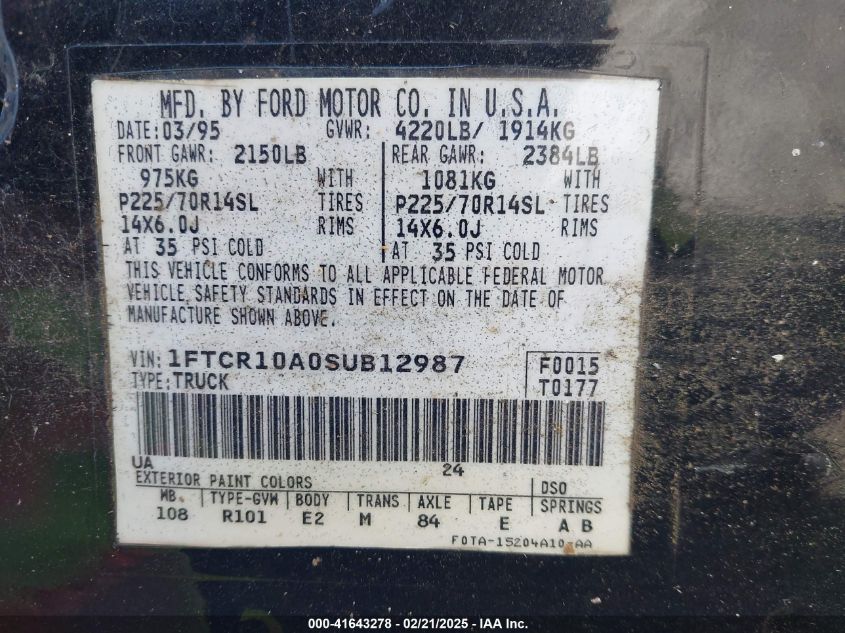 MFD. BY FORD MOTOR CO. IN U.S.A.
DATE: 03/95 GVWR: 4220LB/ 1914KG
FRONT GAWR: 2150LB REAR GAWR: 2384LB
975KG WITH 1081KG WITH
P225/70R14SL TIRES P225/70R14SL TIRES
14X6.0J RIMS 14X6.0J RIMS
AT 35 PSI COLD AT 35 PSI COLD
THIS VEHICLE CONFORMS TO ALL APPLICABLE FEDERAL MOTOR
VEHICLE SAFETY STANDARDS IN EFFECT ON THE DATE OF
MANUFACTURE SHOWN ABOVE.
VIN: 1FTCR10A0SUB12987 F0015
TYPE: TRUCK T0177
UA 24
EXTERIOR PAINT COLORS DSO
WB. TYPE-GVW BODY TRANS AXLE TAPE SPRINGS
108 R101 E2 M 84 E A B
F0TA-15204A10-AA
000-41643278 - 02/21/2025 - IAA Inc.